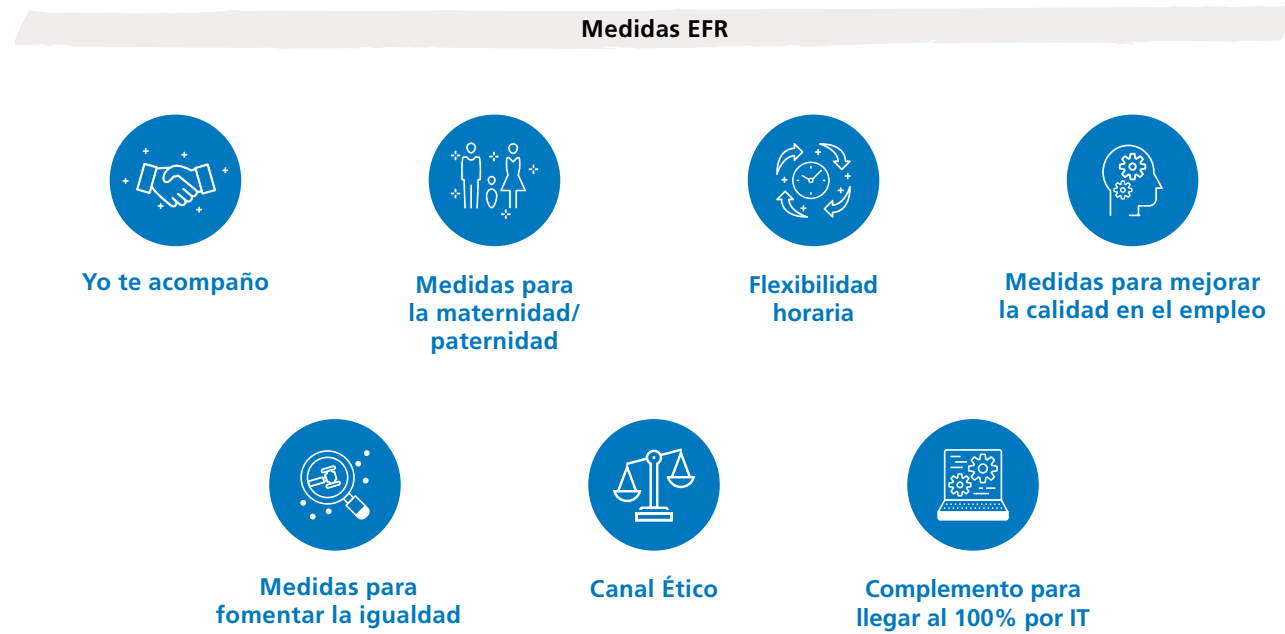 Medidas EFR
Yo te acompaño
Medidas para
la maternidad/
paternidad
Flexibilidad
horaria
Medidas para mejorar
la calidad en el empleo
Medidas para
fomentar la igualdad
Canal Ético
Complemento para
llegar al 100% por IT